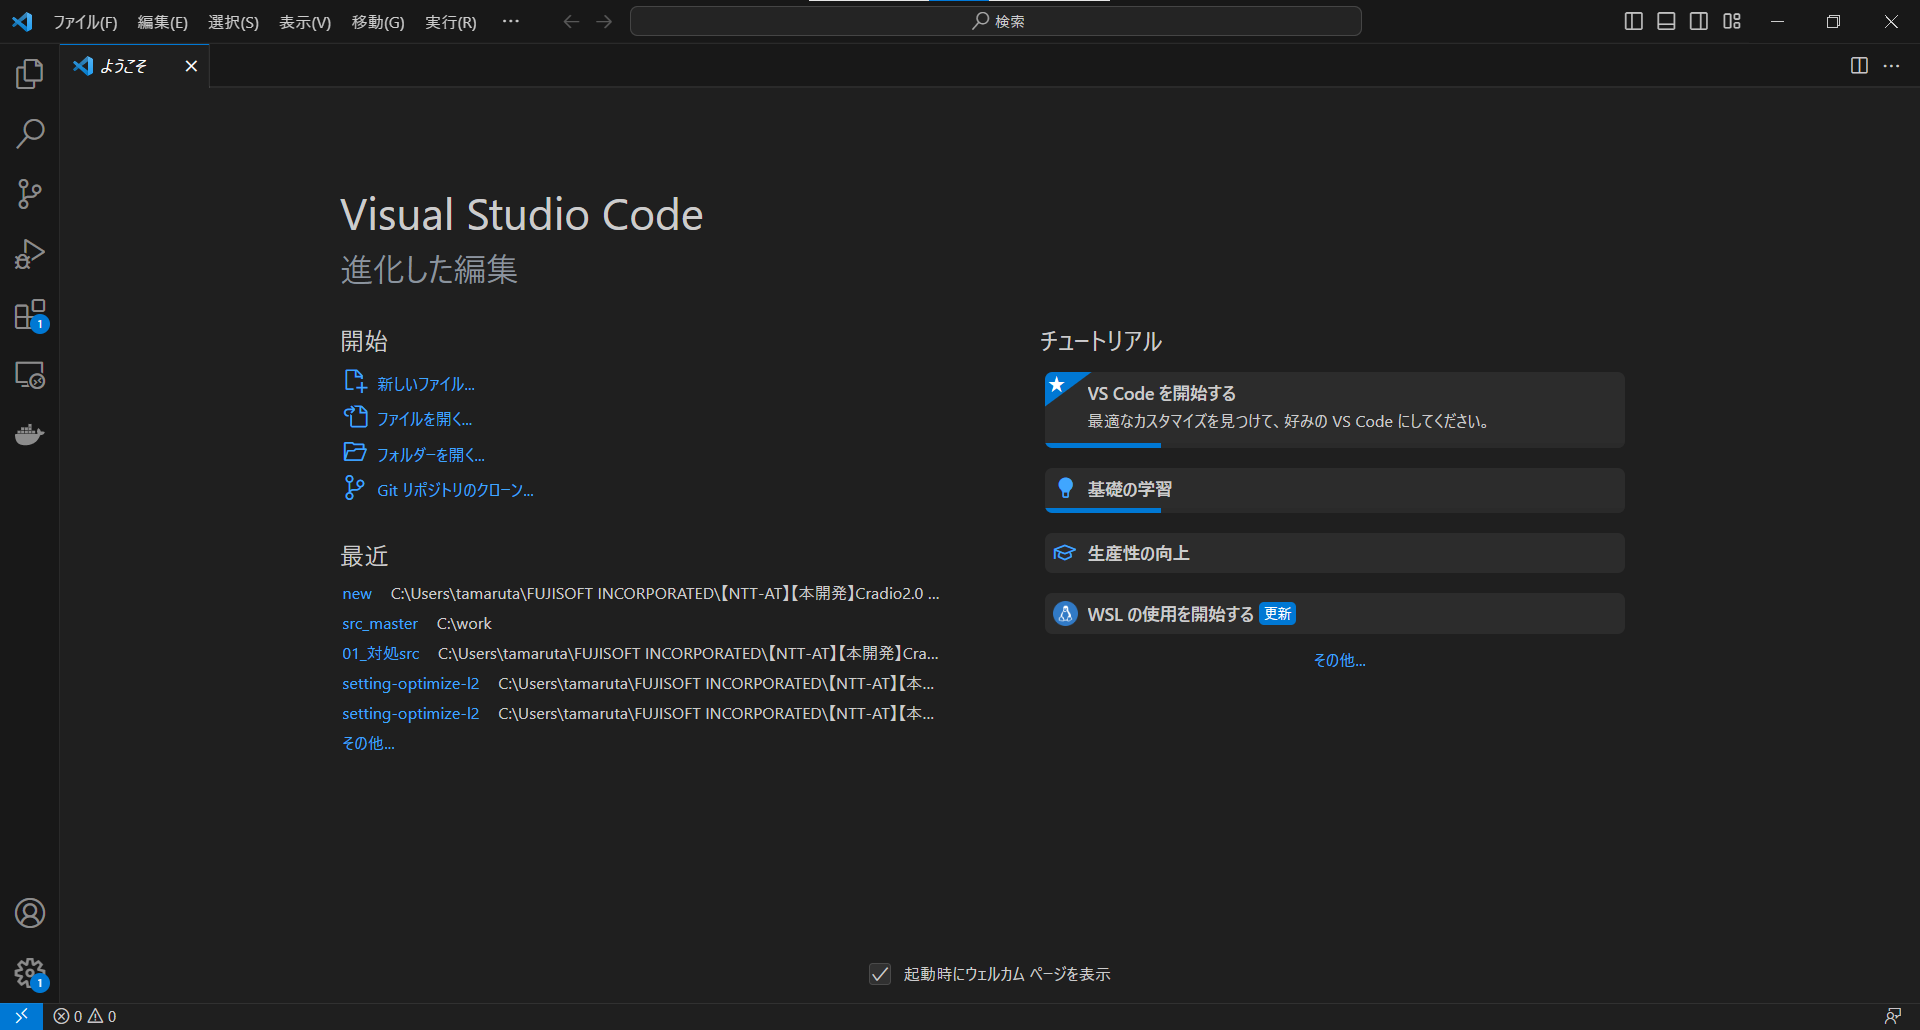 ファイル(F) 編集(E) 選択(S) 表示(V) 移動(G) 実行(R) ··· 検索
ようこそ
Visual Studio Code
進化した編集
開始
新しいファイル...
ファイルを開く...
フォルダーを開く...
Git リポジトリのクローン...
最近
new C:\Users\tamaruta\FUJISOFT INCORPORATED\【NTT-AT】【本開発】Cradio2.0 ...
src_master C:\work
01_対処src C:\Users\tamaruta\FUJISOFT INCORPORATED\【NTT-AT】【本開発】Cra...
setting-optimize-l2 C:\Users\tamaruta\FUJISOFT INCORPORATED\【NTT-AT】【本...
setting-optimize-l2 C:\Users\tamaruta\FUJISOFT INCORPORATED\【NTT-AT】【本...
その他...
チュートリアル
VS Code を開始する
最適なカスタマイズを見つけて、好みの VS Code にしてください。
基礎の学習
生産性の向上
WSL の使用を開始する 更新
その他...
1
1
起動時にウェルカム ページを表示
0 0